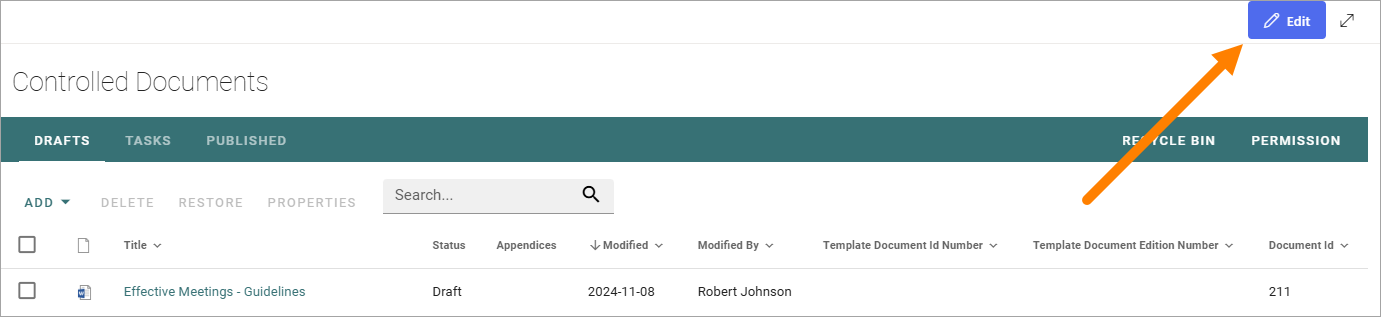 Edit
Controlled Documents
DRAFTS TASKS PUBLISHED RECYCLE BIN PERMISSION
ADD DELETE RESTORE PROPERTIES Search...
Title Status Appendices Modified Modified By Template Document Id Number Template Document Edition Number Document Id
Effective Meetings - Guidelines Draft 2024-11-08 Robert Johnson 211